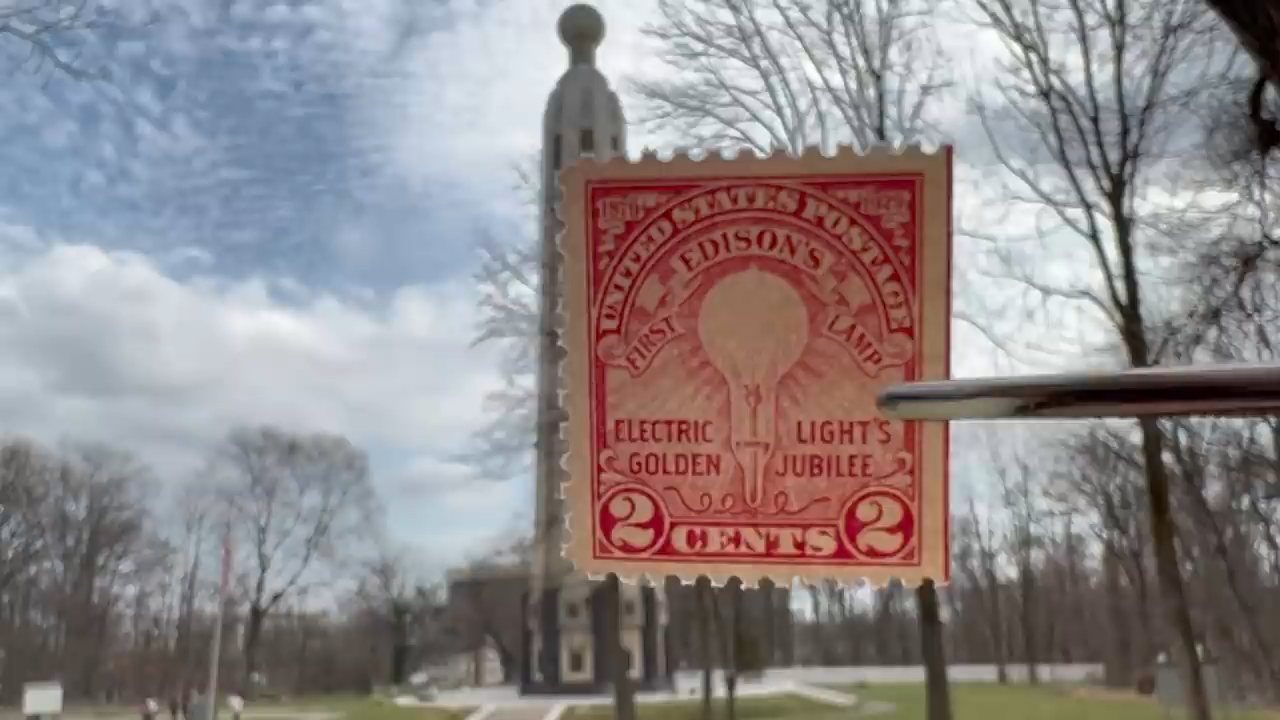 UNITED STATES POSTAGE
EDISON'S
FIRST LAMP
ELECTRIC LIGHT'S
GOLDEN JUBILEE
2 CENTS 2